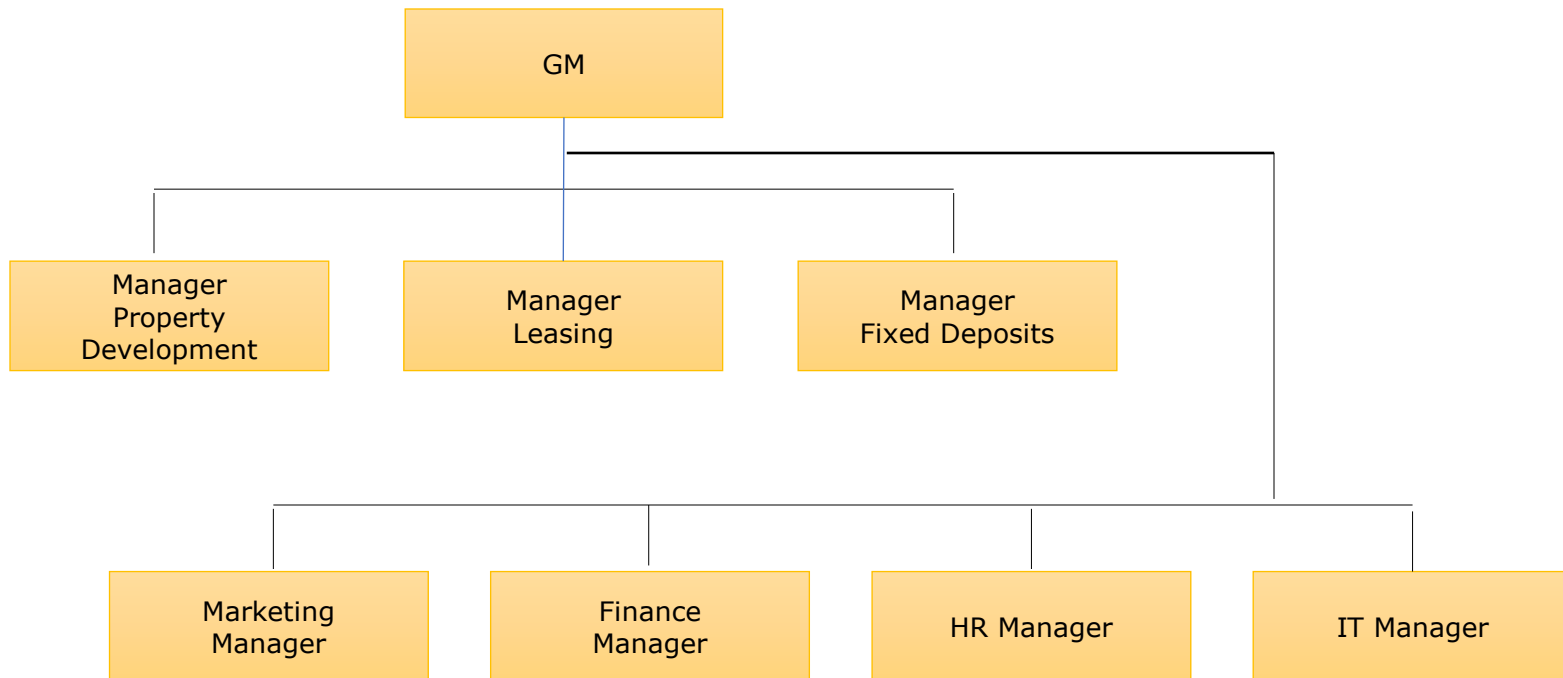 GM
Manager
Property
Development
Manager
Leasing
Manager
Fixed Deposits
Marketing
Manager
Finance
Manager
HR Manager
IT Manager